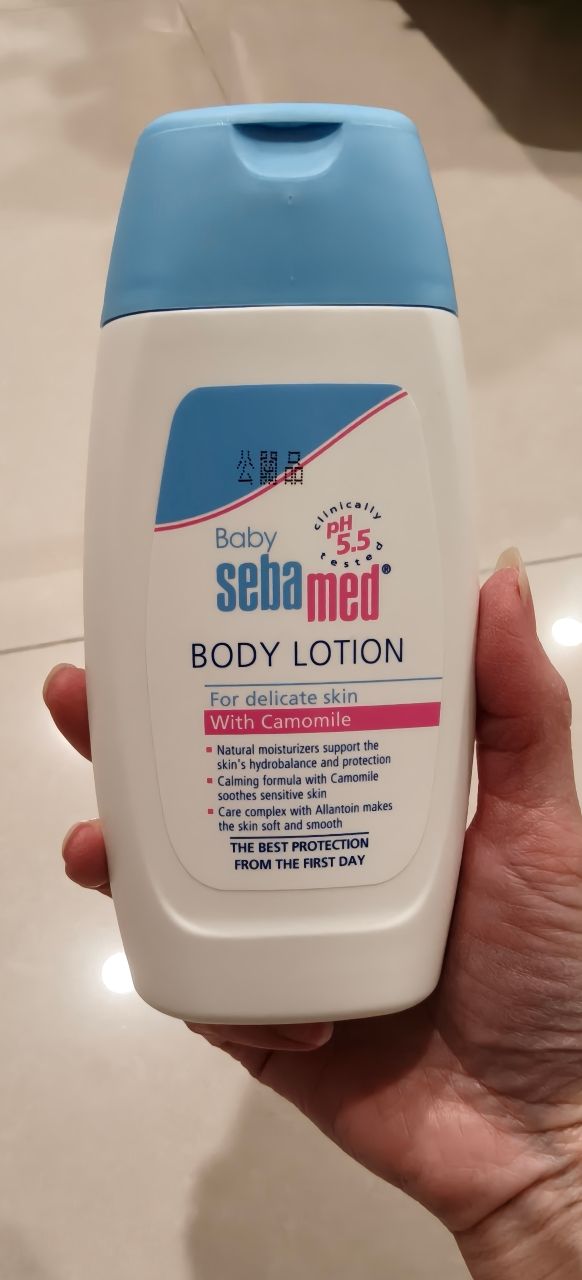 公關品
Baby
sebamed®
clinically
pH
5.5
tested
BODY LOTION
For delicate skin
With Camomile
Natural moisturizers support the
skin's hydrobalance and protection
Calming formula with Camomile
soothes sensitive skin
Care complex with Allantoin makes
the skin soft and smooth
THE BEST PROTECTION
FROM THE FIRST DAY